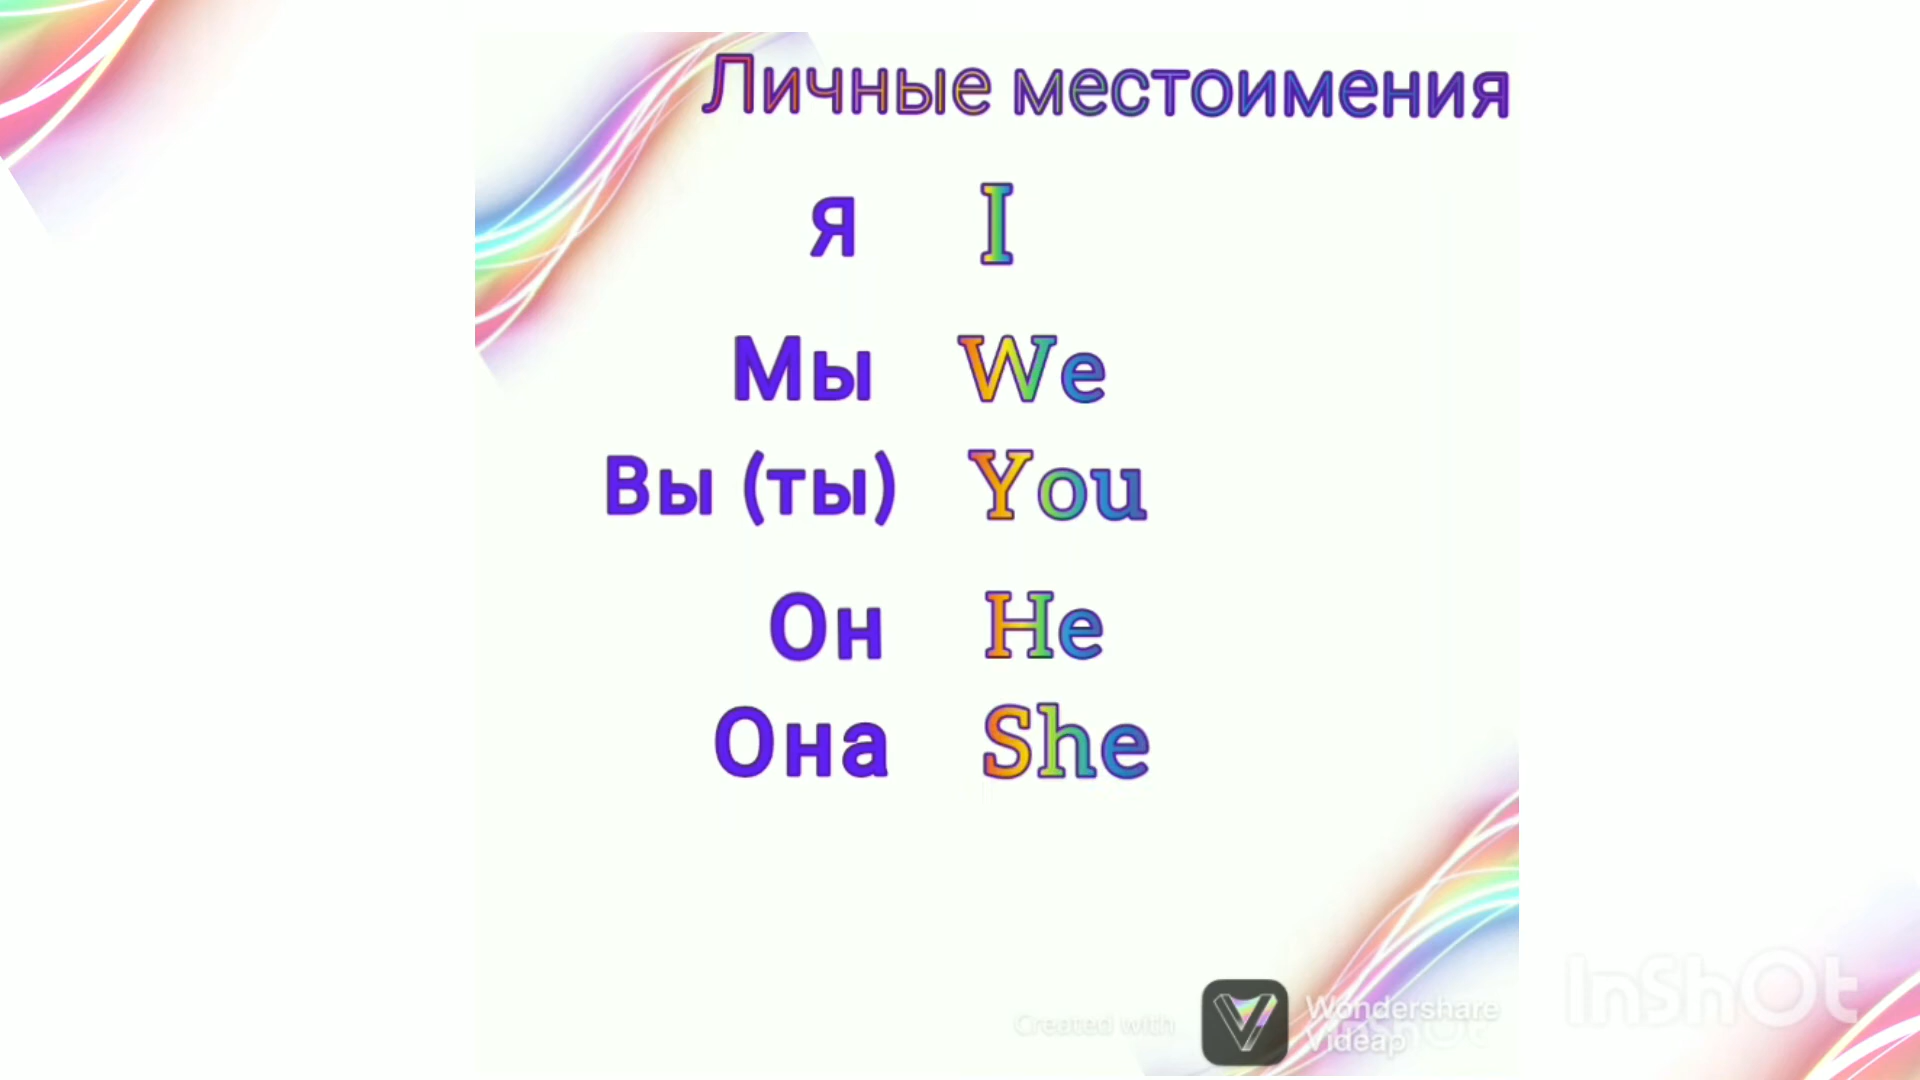 Личные местоимения
Я I
Мы We
Вы (ты) You
Он He
Она She
Created with
Wondershare
Videap
InShOt